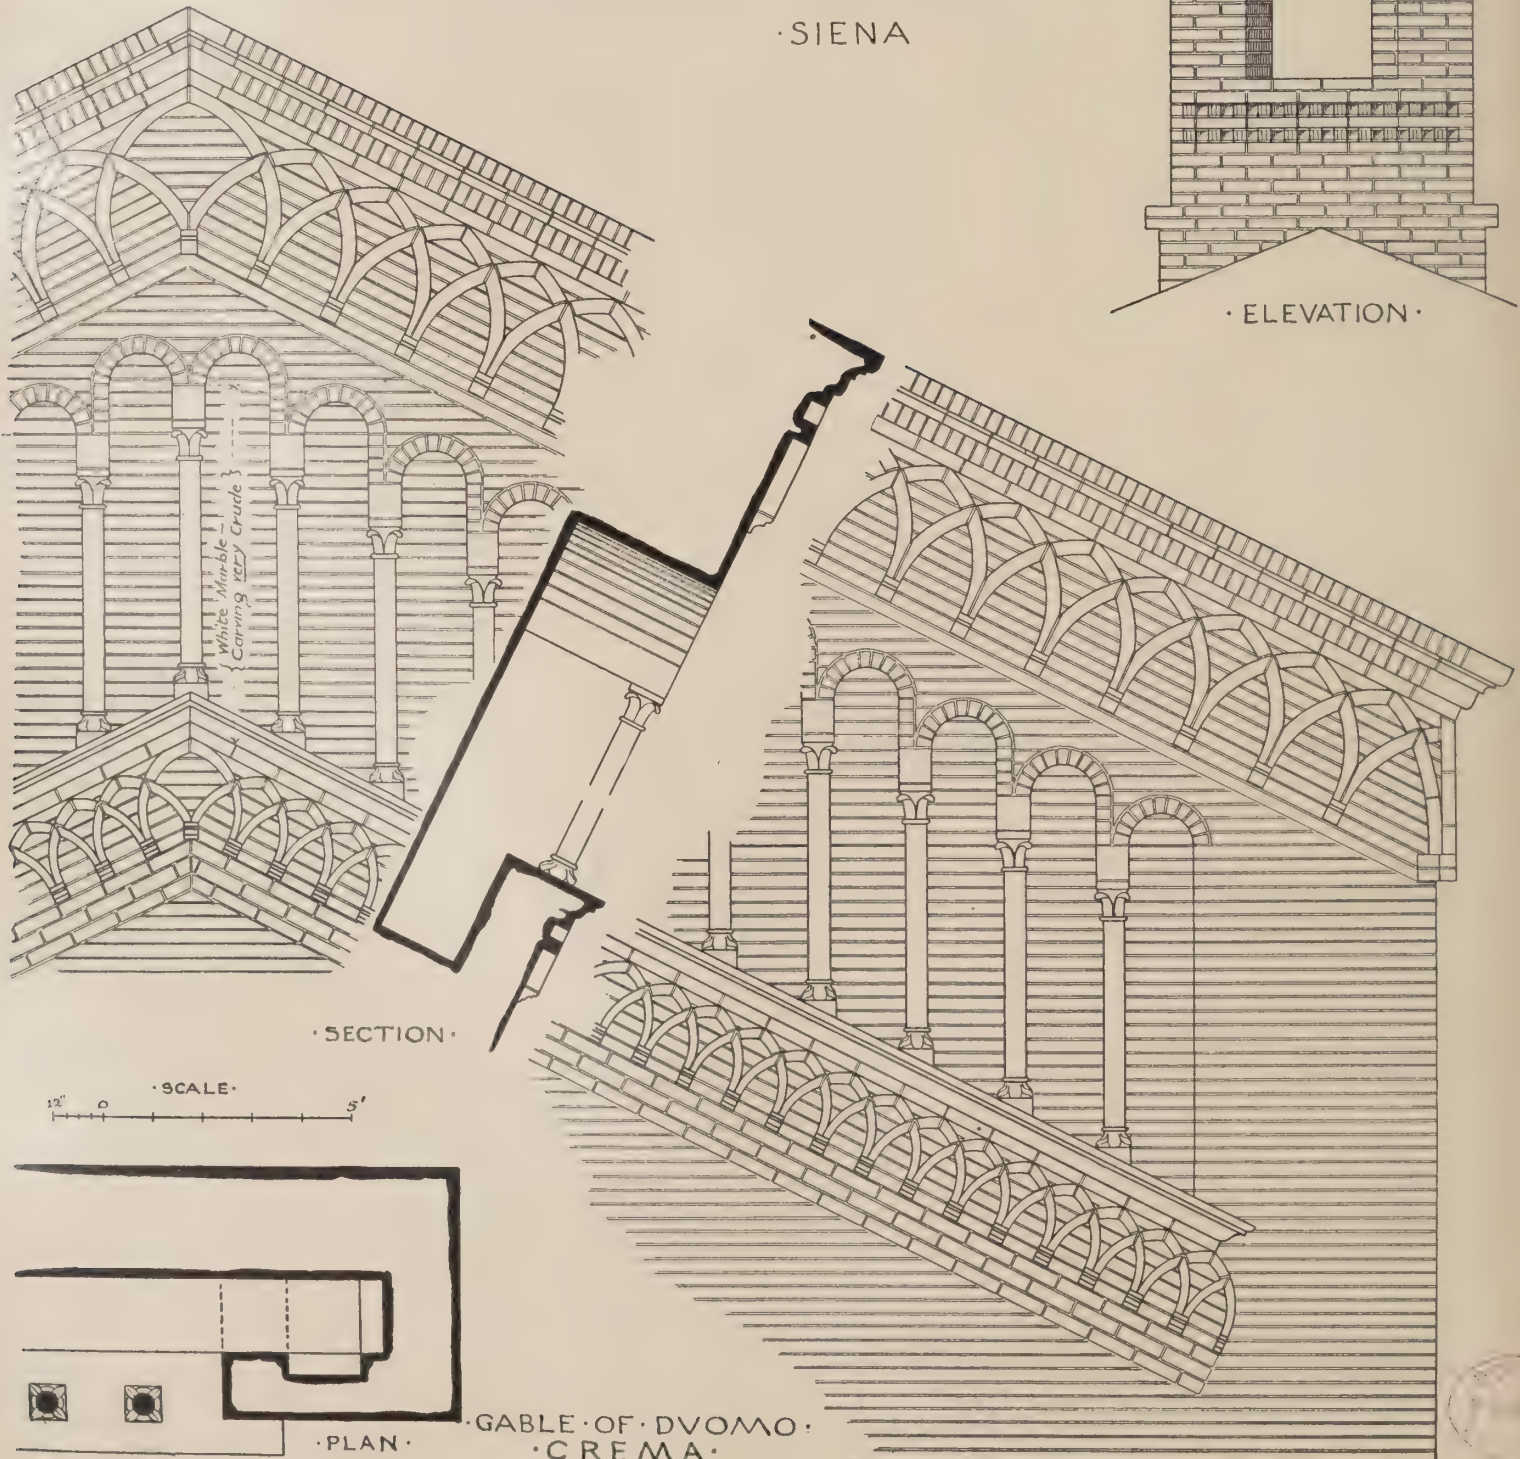 ·SIENA
·ELEVATION·
{White Marble-
{Carving very Crude}
·SECTION·
·SCALE·
12" 0 5'
·PLAN·
·GABLE·OF·DVOMO·
·CREMA·